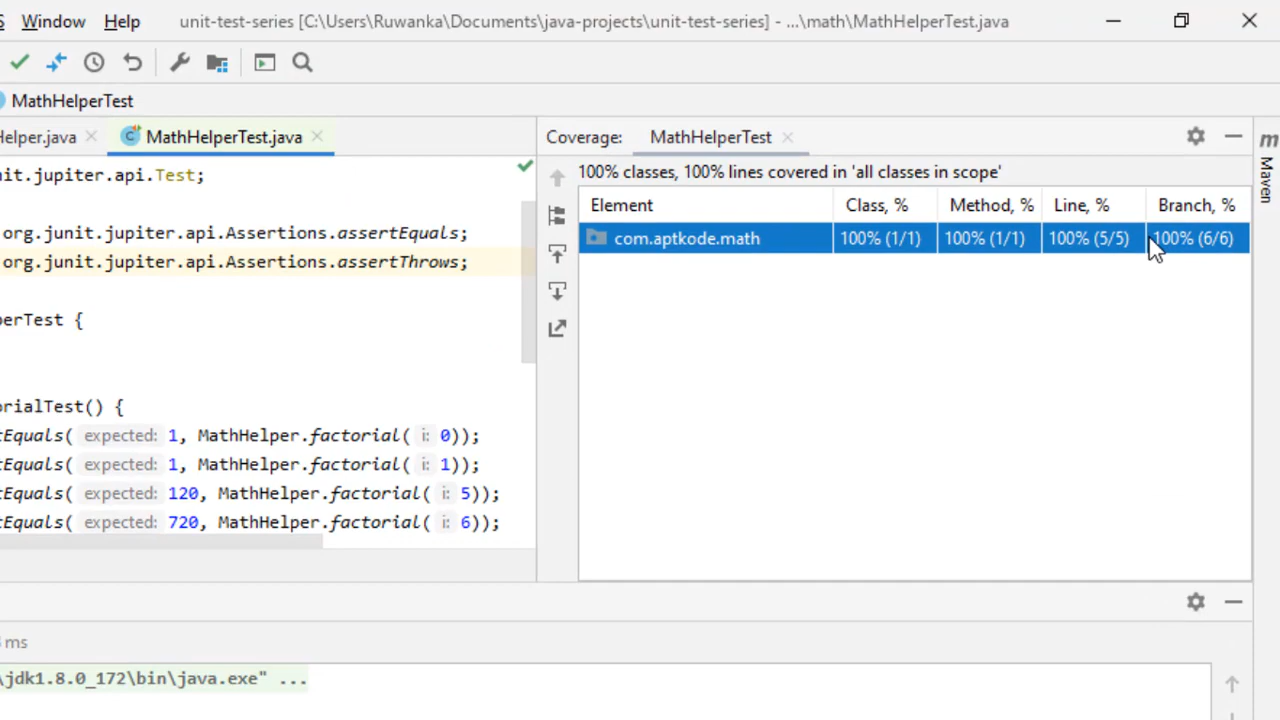 Window Help unit-test-series [C:\Users\Ruwanka\Documents\java-projects\unit-test-series] - ...\math\MathHelperTest.java
MathHelperTest
Helper.java MathHelperTest.java
nit.jupiter.api.Test;
org.junit.jupiter.api.Assertions.assertEquals;
org.junit.jupiter.api.Assertions.assertThrows;
perTest {
orialTest() {
tEquals( expected: 1, MathHelper.factorial( i: 0));
tEquals( expected: 1, MathHelper.factorial( i: 1));
tEquals( expected: 120, MathHelper.factorial( i: 5));
tEquals( expected: 720, MathHelper.factorial( i: 6));
Coverage: MathHelperTest
100% classes, 100% lines covered in 'all classes in scope'
Element Class, % Method, % Line, % Branch, %
com.aptkode.math 100% (1/1) 100% (1/1) 100% (5/5) 100% (6/6)
m Maven
ms
\jdk1.8.0_172\bin\java.exe" ...